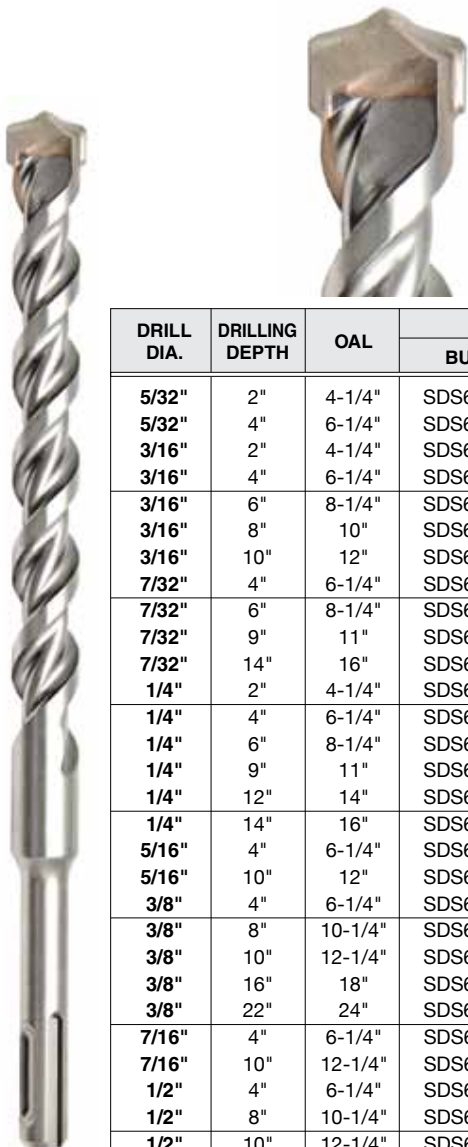 DRILL DIA. DRILLING DEPTH OAL
5/32" 2" 4-1/4"
5/32" 4" 6-1/4"
3/16" 2" 4-1/4"
3/16" 4" 6-1/4"
3/16" 6" 8-1/4"
3/16" 8" 10"
3/16" 10" 12"
7/32" 4" 6-1/4"
7/32" 6" 8-1/4"
7/32" 9" 11"
7/32" 14" 16"
1/4" 2" 4-1/4"
1/4" 4" 6-1/4"
1/4" 6" 8-1/4"
1/4" 9" 11"
1/4" 12" 14"
1/4" 14" 16"
5/16" 4" 6-1/4"
5/16" 10" 12"
3/8" 4" 6-1/4"
3/8" 8" 10-1/4"
3/8" 10" 12-1/4"
3/8" 16" 18"
3/8" 22" 24"
7/16" 4" 6-1/4"
7/16" 10" 12-1/4"
1/2" 4" 6-1/4"
1/2" 8" 10-1/4"
1/2" 10" 12-1/4"